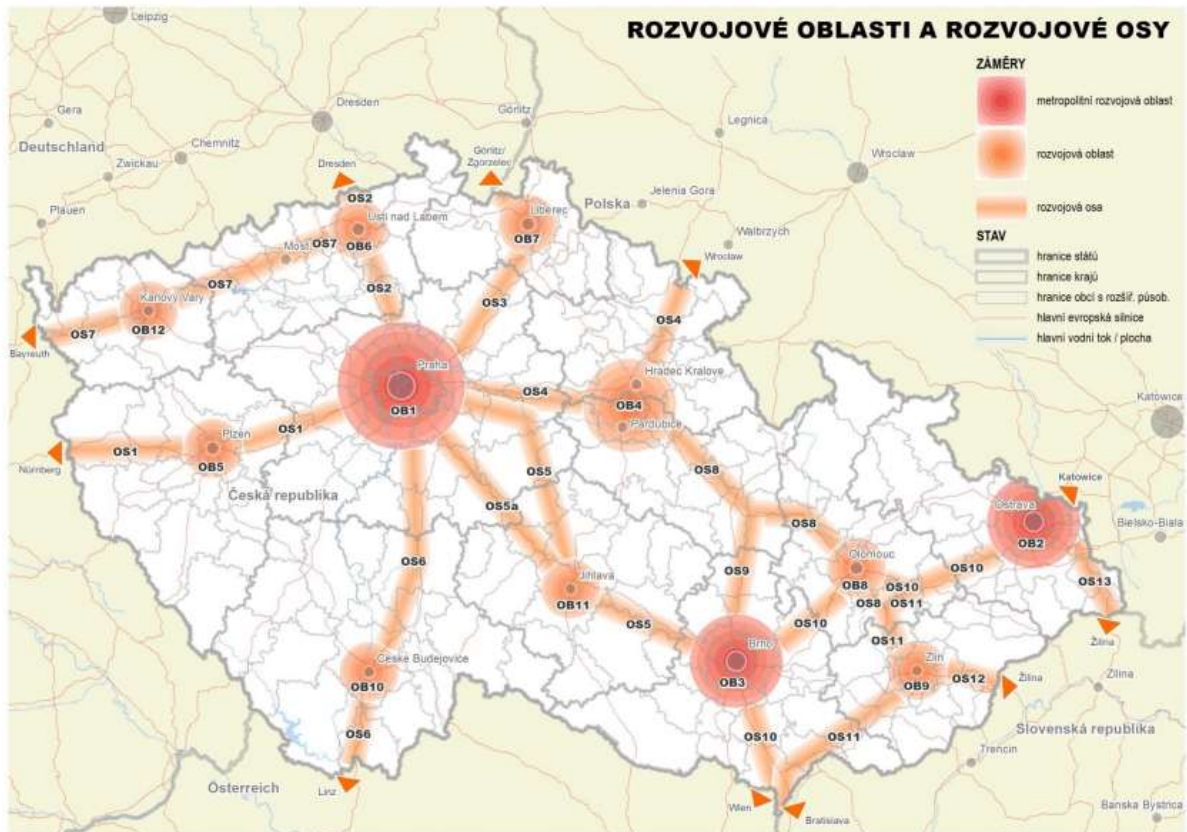 ROZVOJOVÉ OBLASTI A ROZVOJOVÉ OSY
ZÁMĚRY
metropolitní rozvojová oblast
rozvojová oblast
rozvojová osa
STAV
hranice států
hranice krajů
hranice obcí s rozšíř. působ.
hlavní evropská silnice
hlavní vodní tok / plocha
Leipzig
Gera
Deutschland
Chemnitz
Zwickau
Plauen
Dresden
Görlitz
Legnica
Wroclaw
Dresden
Görlitz/
Zgorzelec
Jelenia Gora
Polska
Walbrzych
Wroclaw
Katowice
OS2
Ústí nad Labem
OB6
OS7
Most
Liberec
OB7
OS7
OS2
OS3
OS4
Karlovy Vary
OB12
OS7
Bayreuth
Praha
OB1
OS4
Hradec Kralove
OB4
Pardubice
OS1
Plzen
OB5
OS1
Nürnberg
Česká republika
OS5
OS5a
OS8
OS8
Katowice
Ostrava
OB2
Bielsko-Biala
OS6
OS9
Olomouc
OB8
OS10
OS10
OS8
OS11
OS13
Jihlava
OB11
OS5
OS10
OS11
Žilina
Brno
OB3
Zlin
OB9
OS12
Žilina
Zilina
České Budejovice
OB10
OS6
OS10
OS11
Slovenská republika
Trencin
Österreich
Linz
Wien
Bratislava
Banska Bystrica